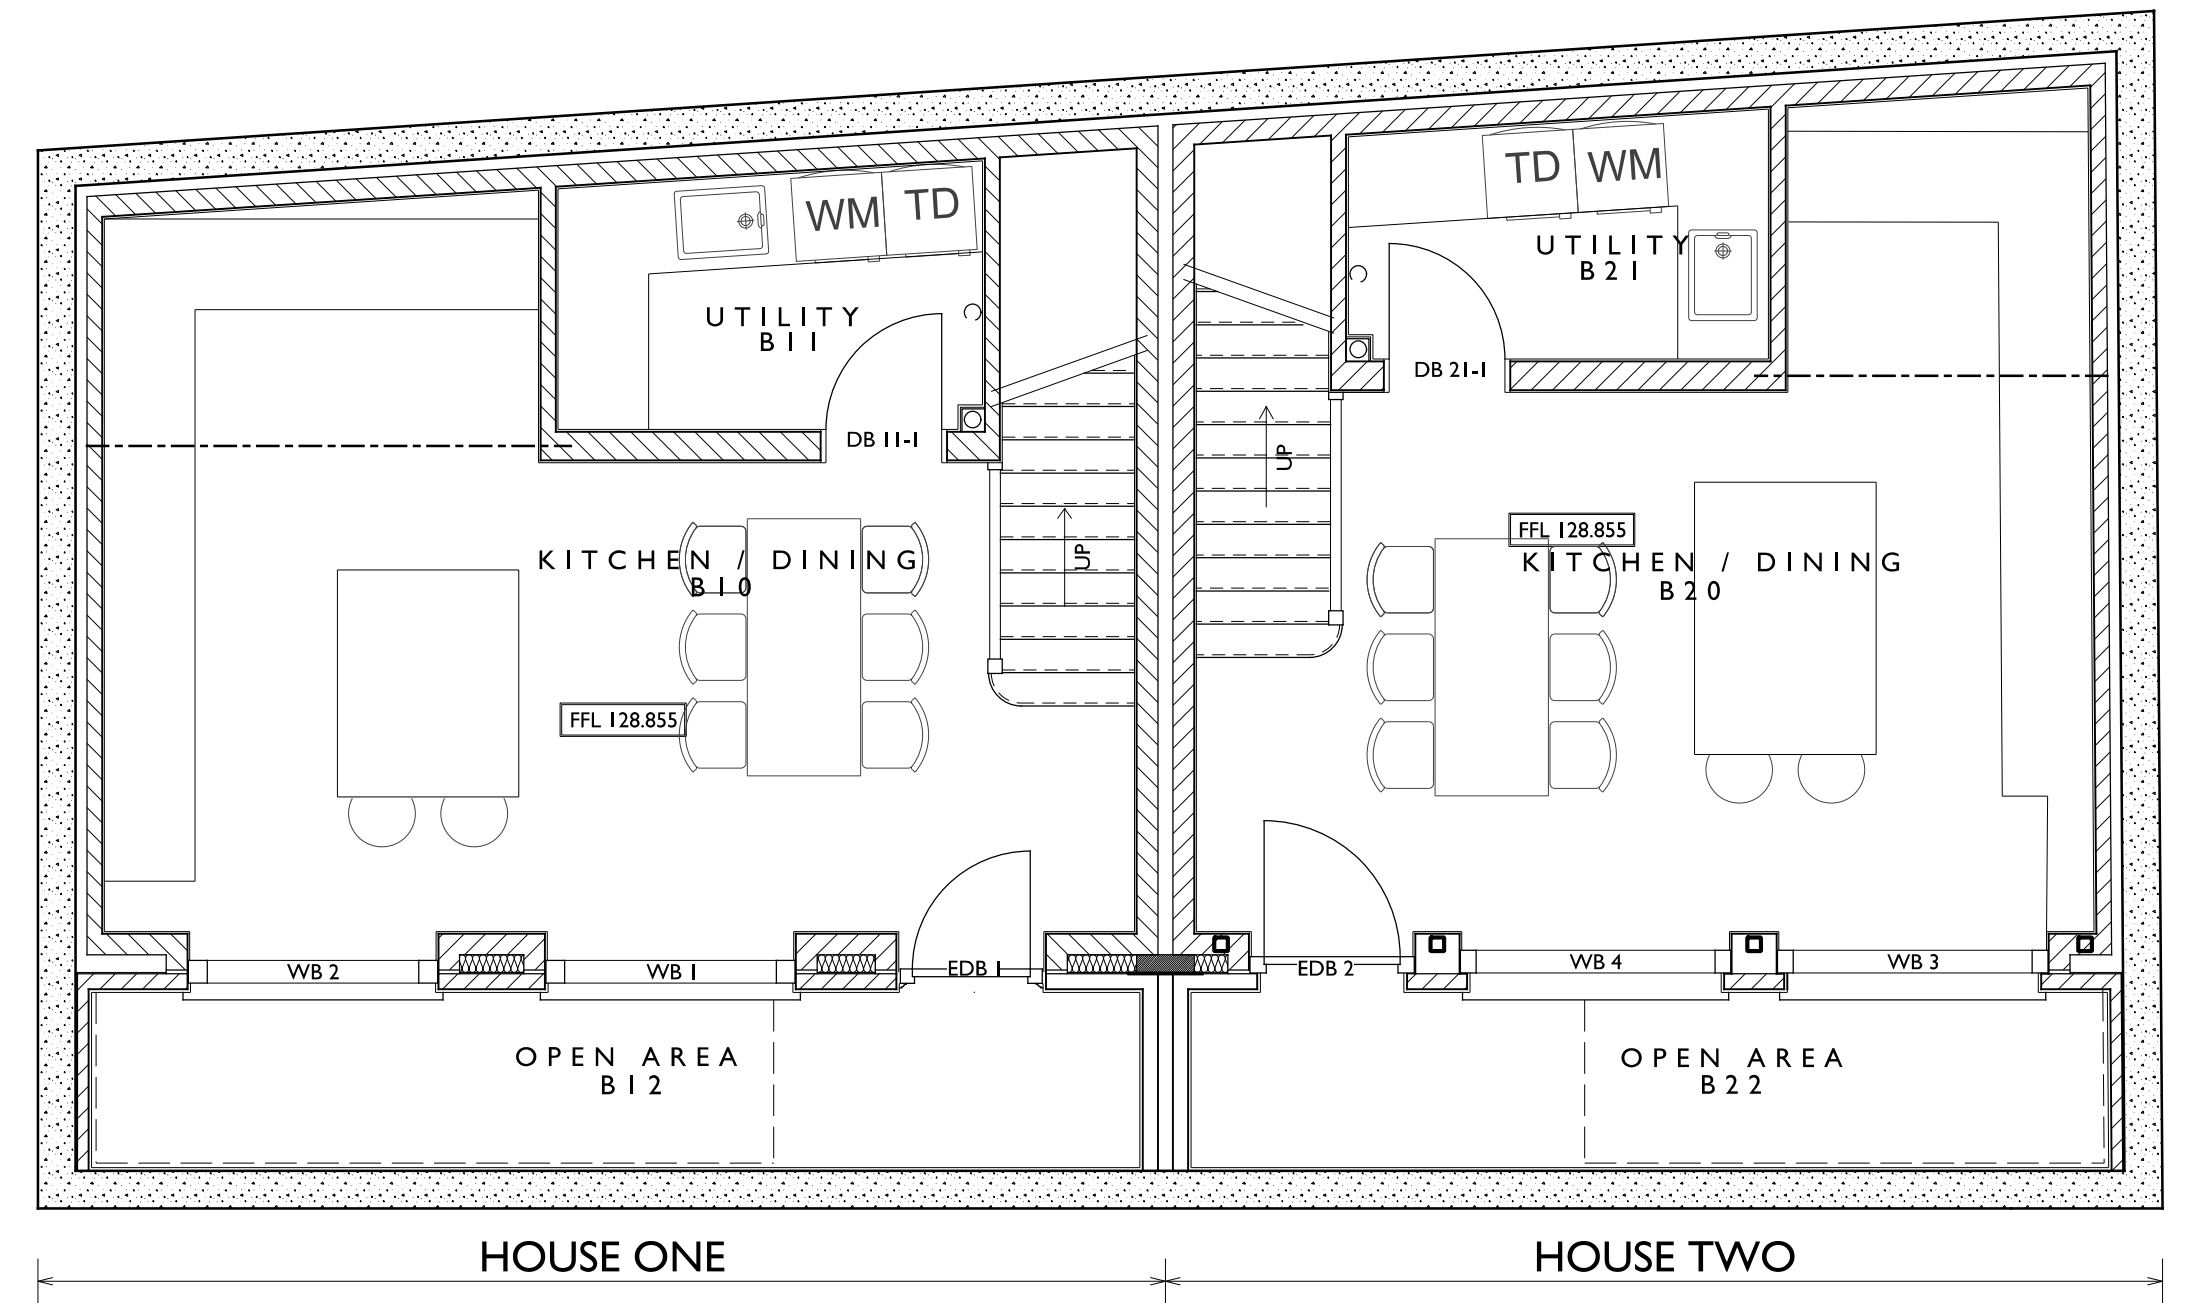 TD WM
WM TD
UTILITY
B21
UTILITY
B11
DB 21-1
DB 11-1
UP
UP
FFL 128.855
KITCHEN / DINING
B10
KITCHEN / DINING
B20
FFL 128.855
WB 2
WB 1
EDB 1
EDB 2
WB 4
WB 3
OPEN AREA
B12
OPEN AREA
B22
HOUSE ONE
HOUSE TWO